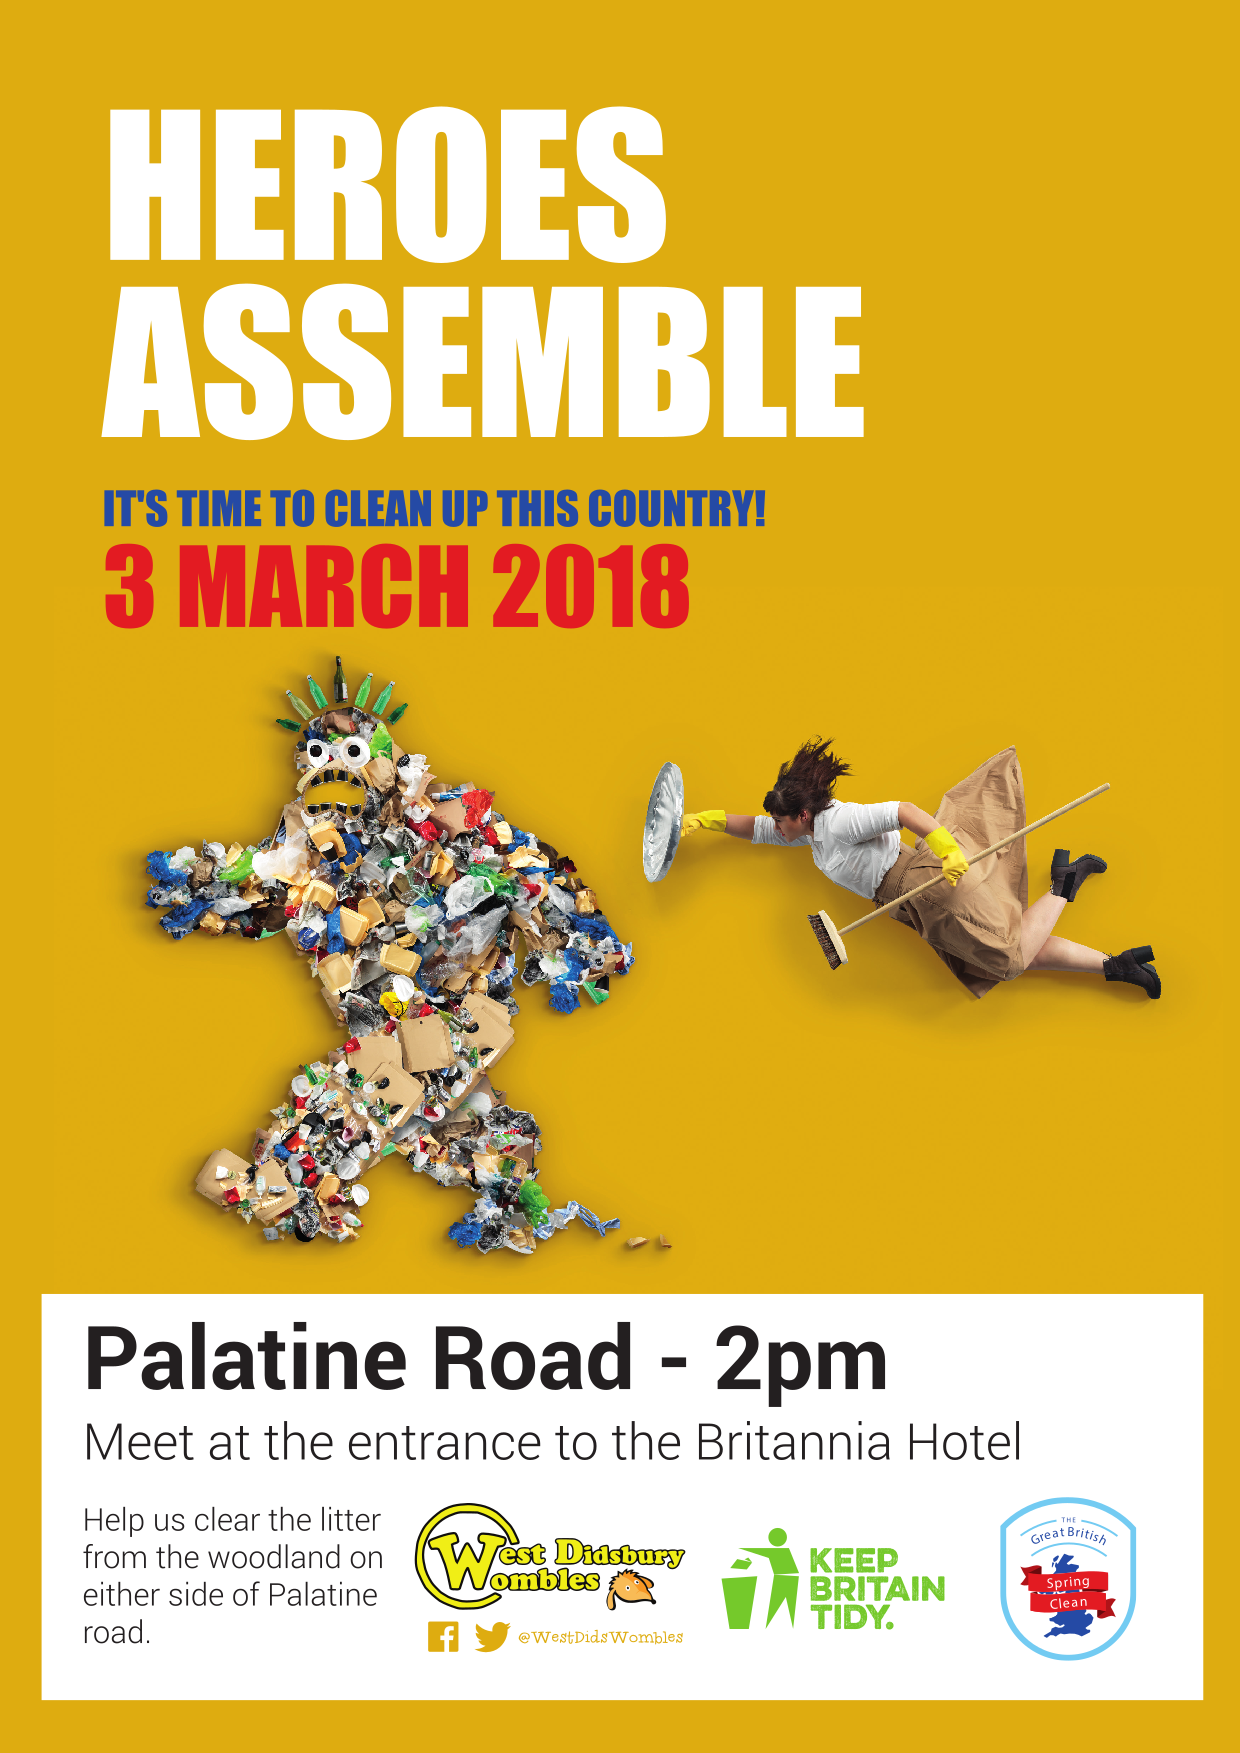 HEROES
ASSEMBLE
IT'S TIME TO CLEAN UP THIS COUNTRY!
3 MARCH 2018
Palatine Road - 2pm
Meet at the entrance to the Britannia Hotel
Help us clear the litter
from the woodland on
either side of Palatine
road.
West Didsbury
Wombles
@WestDidsWombles
KEEP
BRITAIN
TIDY.
THE
Great British
Spring
Clean